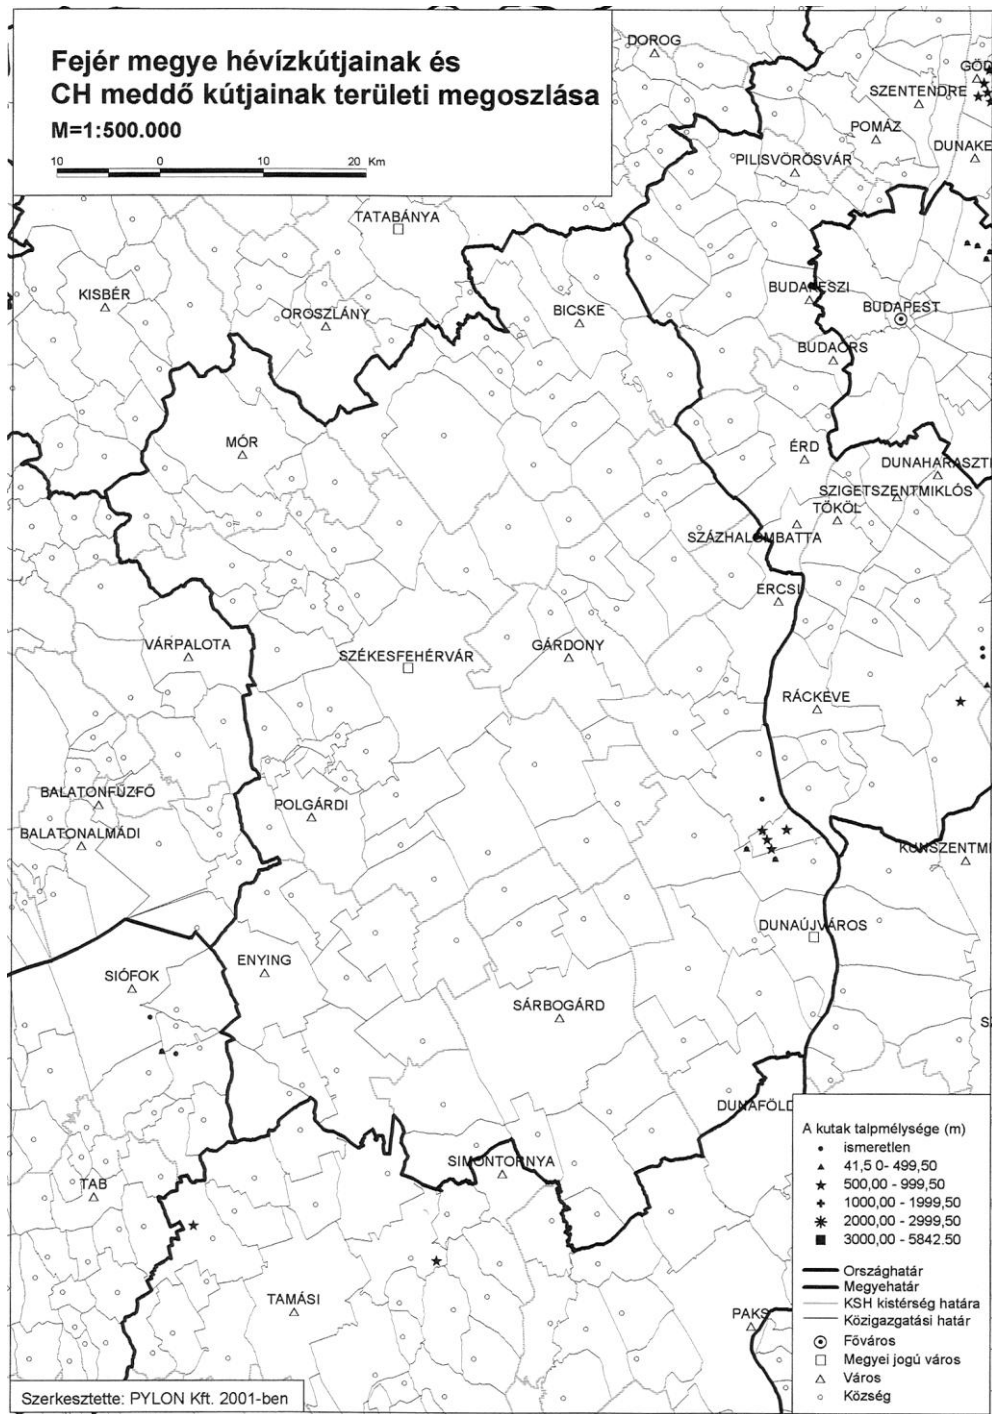 Fejér megye hévízkútjainak és
CH meddő kútjainak területi megoszlása
M=1:500.000
10 0 10 20 Km
DOROG
SZENTENDRE
POMÁZ
PILISVÖRÖSVÁR
TATABÁNYA
KISBÉR
OROSZLÁNY
BICSKE
BUDAKESZI
BUDAPEST
BUDAÖRS
MÓR
ÉRD
SZIGETSZENTMIKLÓS
TÖKÖL
SZÁZHALOMBATTA
ERCSI
VÁRPALOTA
SZÉKESFEHÉRVÁR
GÁRDONY
RÁCKEVE
BALATONFŰZFŐ
POLGÁRDI
BALATONALMÁDI
KUNSZENTMI
DUNAÚJVÁROS
SIÓFOK
ENYING
SÁRBOGÁRD
DUNAFÖLD
SIMONTORNYA
TAB
TAMÁSI
PAKS
A kutak talpmélysége (m)
ismeretlen
41,5 0- 499,50
500,00 - 999,50
1000,00 - 1999,50
2000,00 - 2999,50
3000,00 - 5842.50
Országhatár
Megyehatár
KSH kistérség határa
Közigazgatási határ
Főváros
Megyei jogú város
Város
Község
Szerkesztette: PYLON Kft. 2001-ben